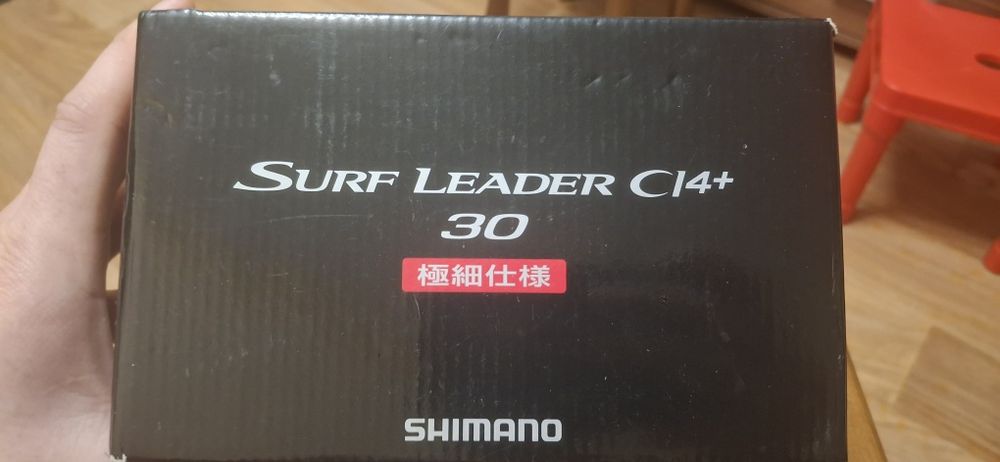 SURF LEADER CI4+
30
極細仕様
SHIMANO